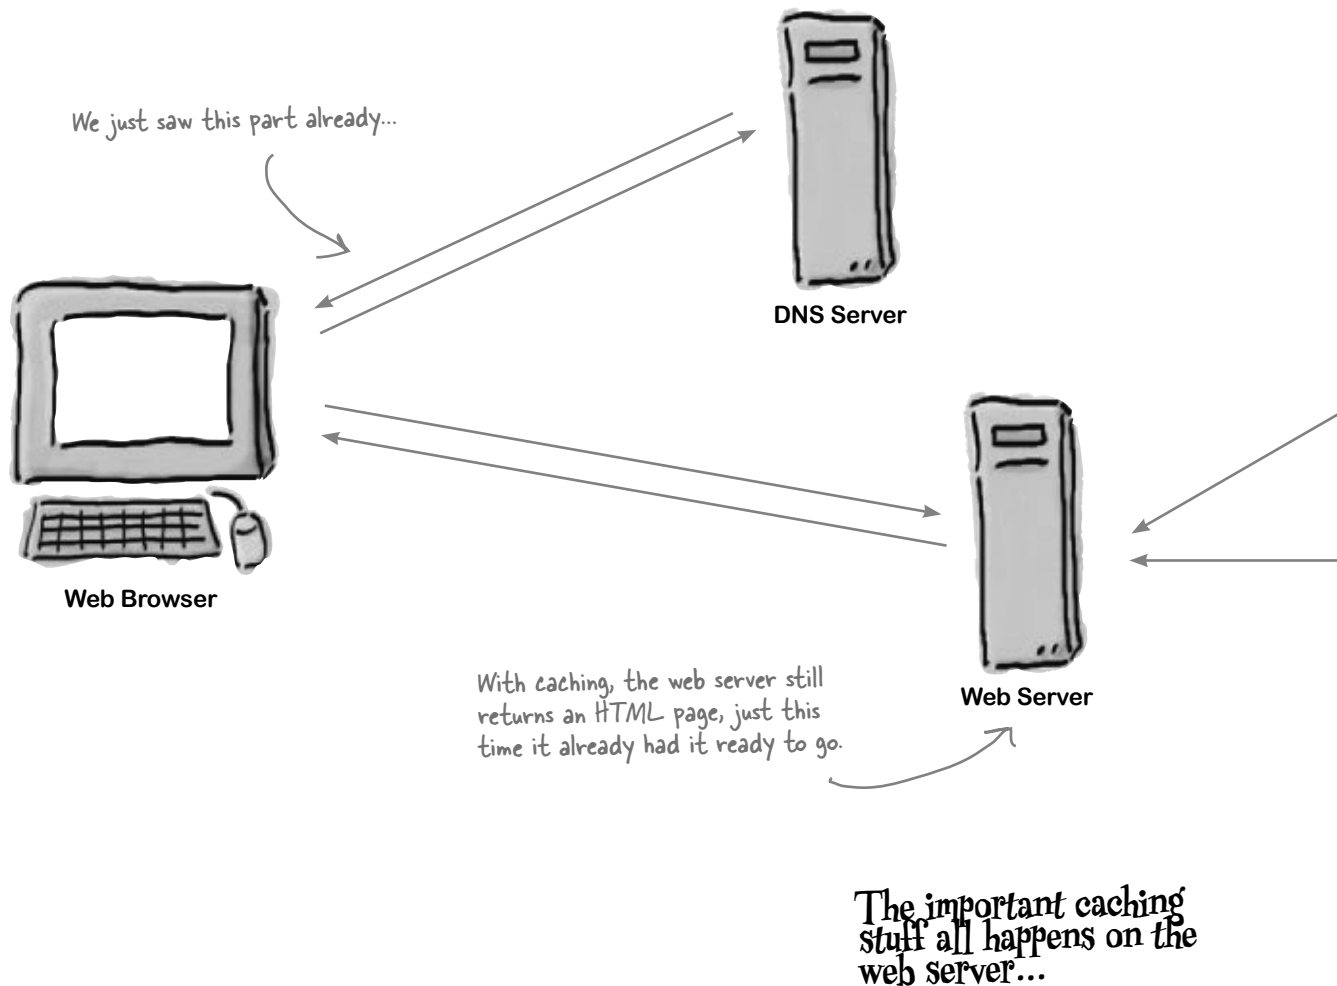 We just saw this part already...
DNS Server
Web Browser
With caching, the web server still
returns an HTML page, just this
time it already had it ready to go.
Web Server
The important caching
stuff all happens on the
web server...